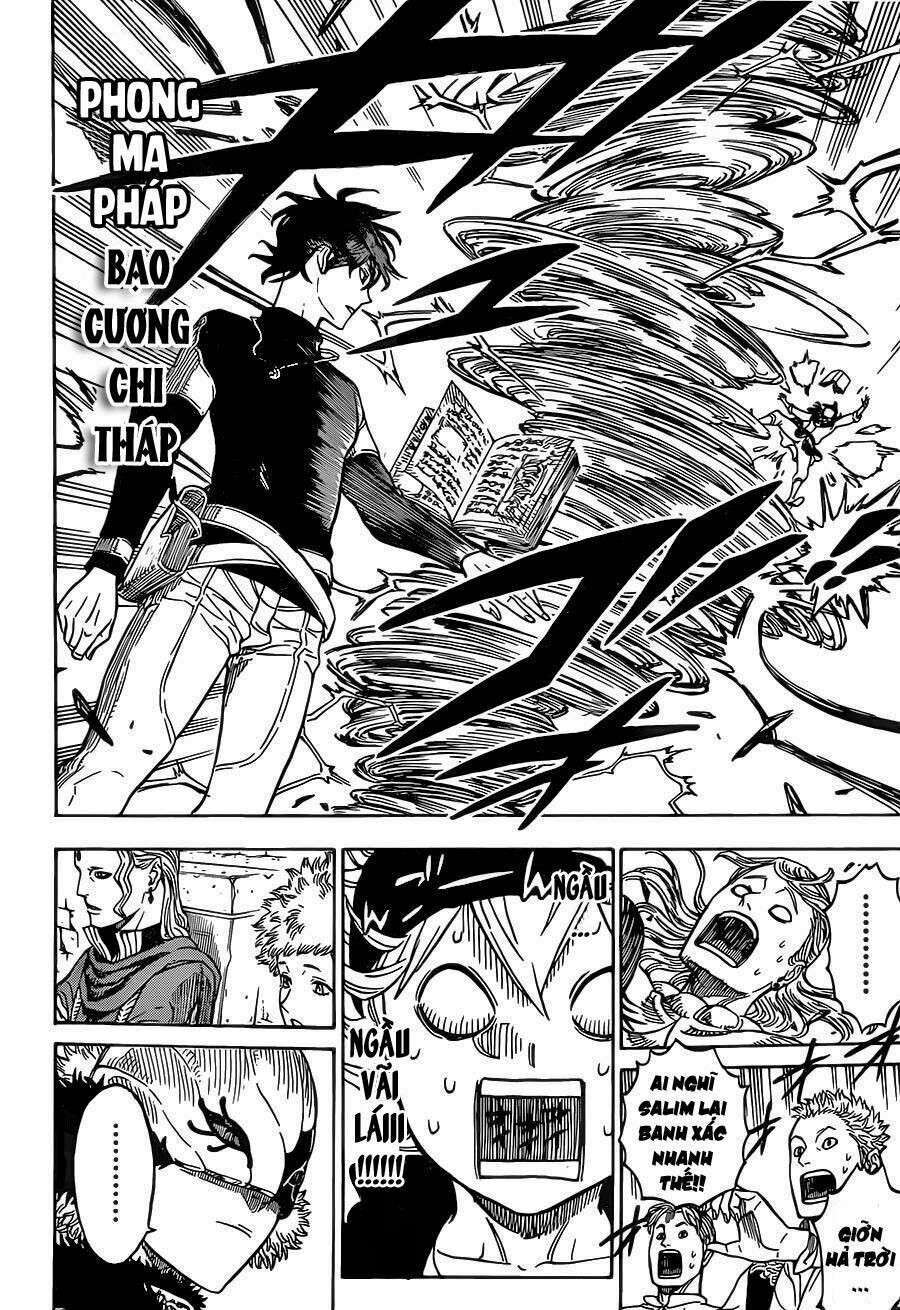 PHONG
MA
PHÁP
BẠO
CƯƠNG
CHI
THÁP
.........
AI NGHĨ
SALIM LẠI
BANH XÁC
NHANH
THẾ!!
GIỠN
HẢ TRỜI
...
NGẦU
...
NGẦU
VÃI
LÁIII
!!!!!!!
.........